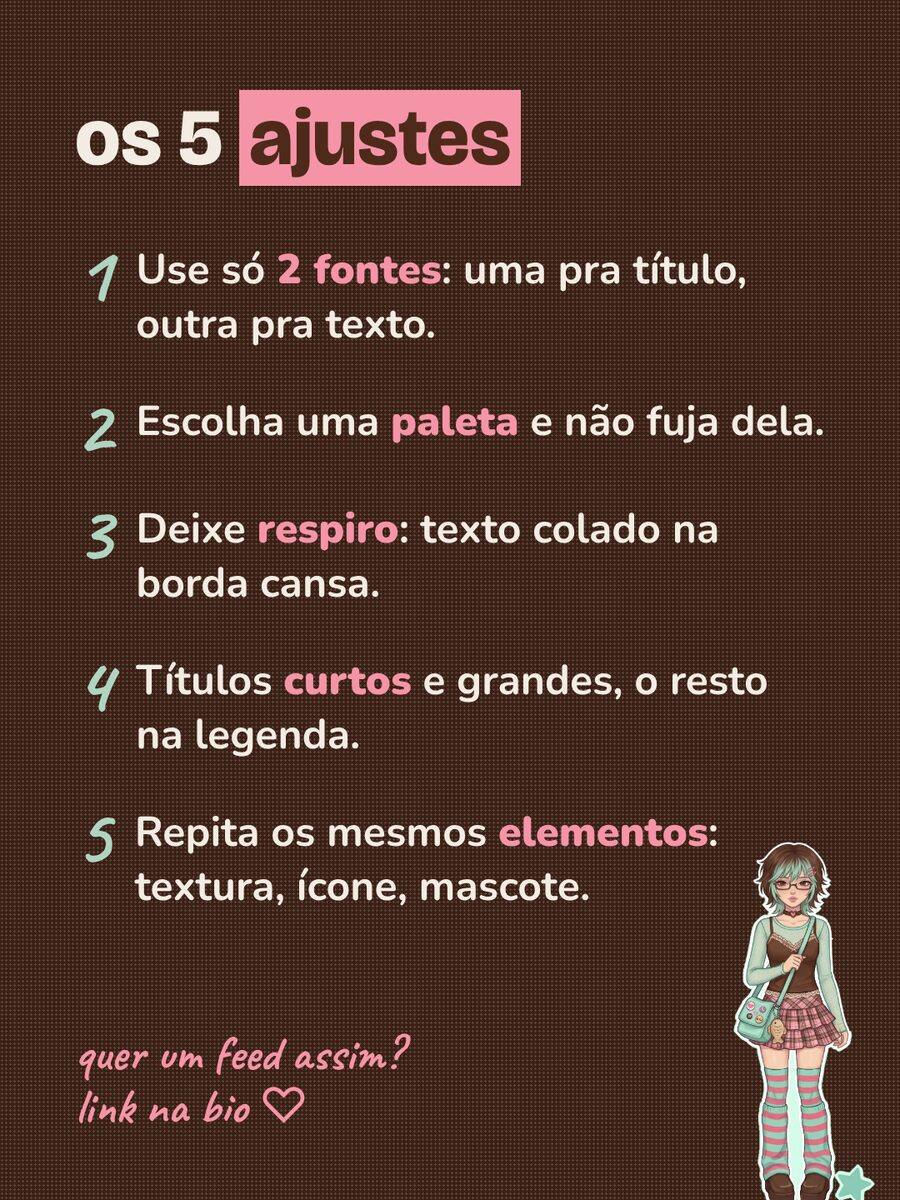 os 5 ajustes
1 Use só 2 fontes: uma pra título,
outra pra texto.
2 Escolha uma paleta e não fuja dela.
3 Deixe respiro: texto colado na
borda cansa.
4 Títulos curtos e grandes, o resto
na legenda.
5 Repita os mesmos elementos:
textura, ícone, mascote.
quer um feed assim?
link na bio ♡